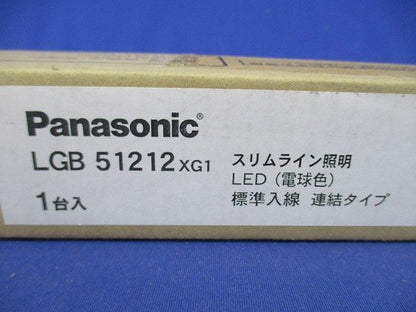 Panasonic®
LGB 51212 XG1
1台入
スリムライン照明
LED（電球色）
標準入線 連結タイプ